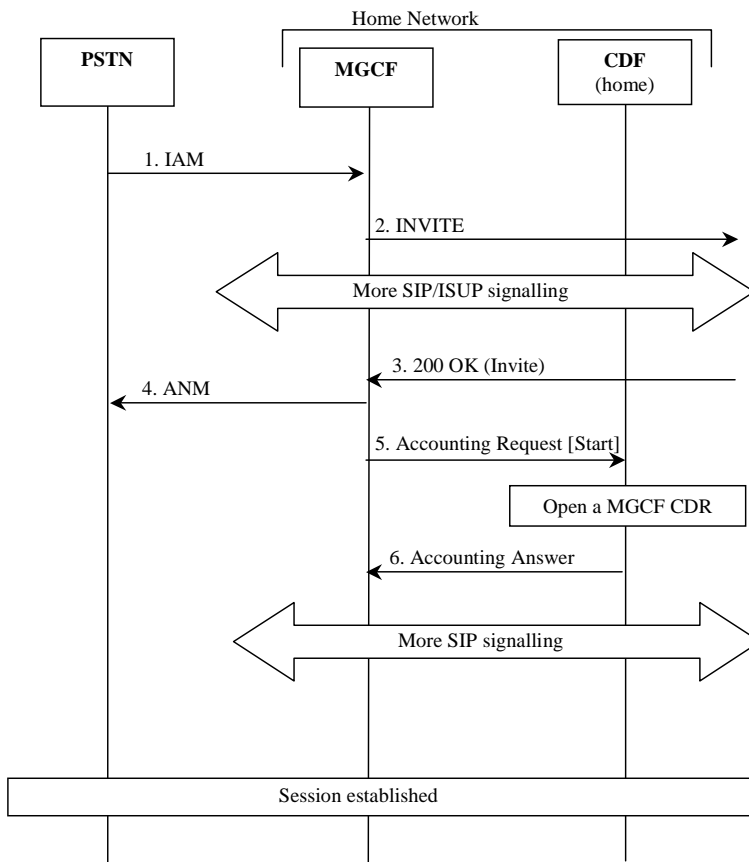 Home Network
PSTN
MGCF
CDF
(home)
1. IAM
2. INVITE
More SIP/ISUP signalling
3. 200 OK (Invite)
4. ANM
5. Accounting Request [Start]
Open a MGCF CDR
6. Accounting Answer
More SIP signalling
Session established